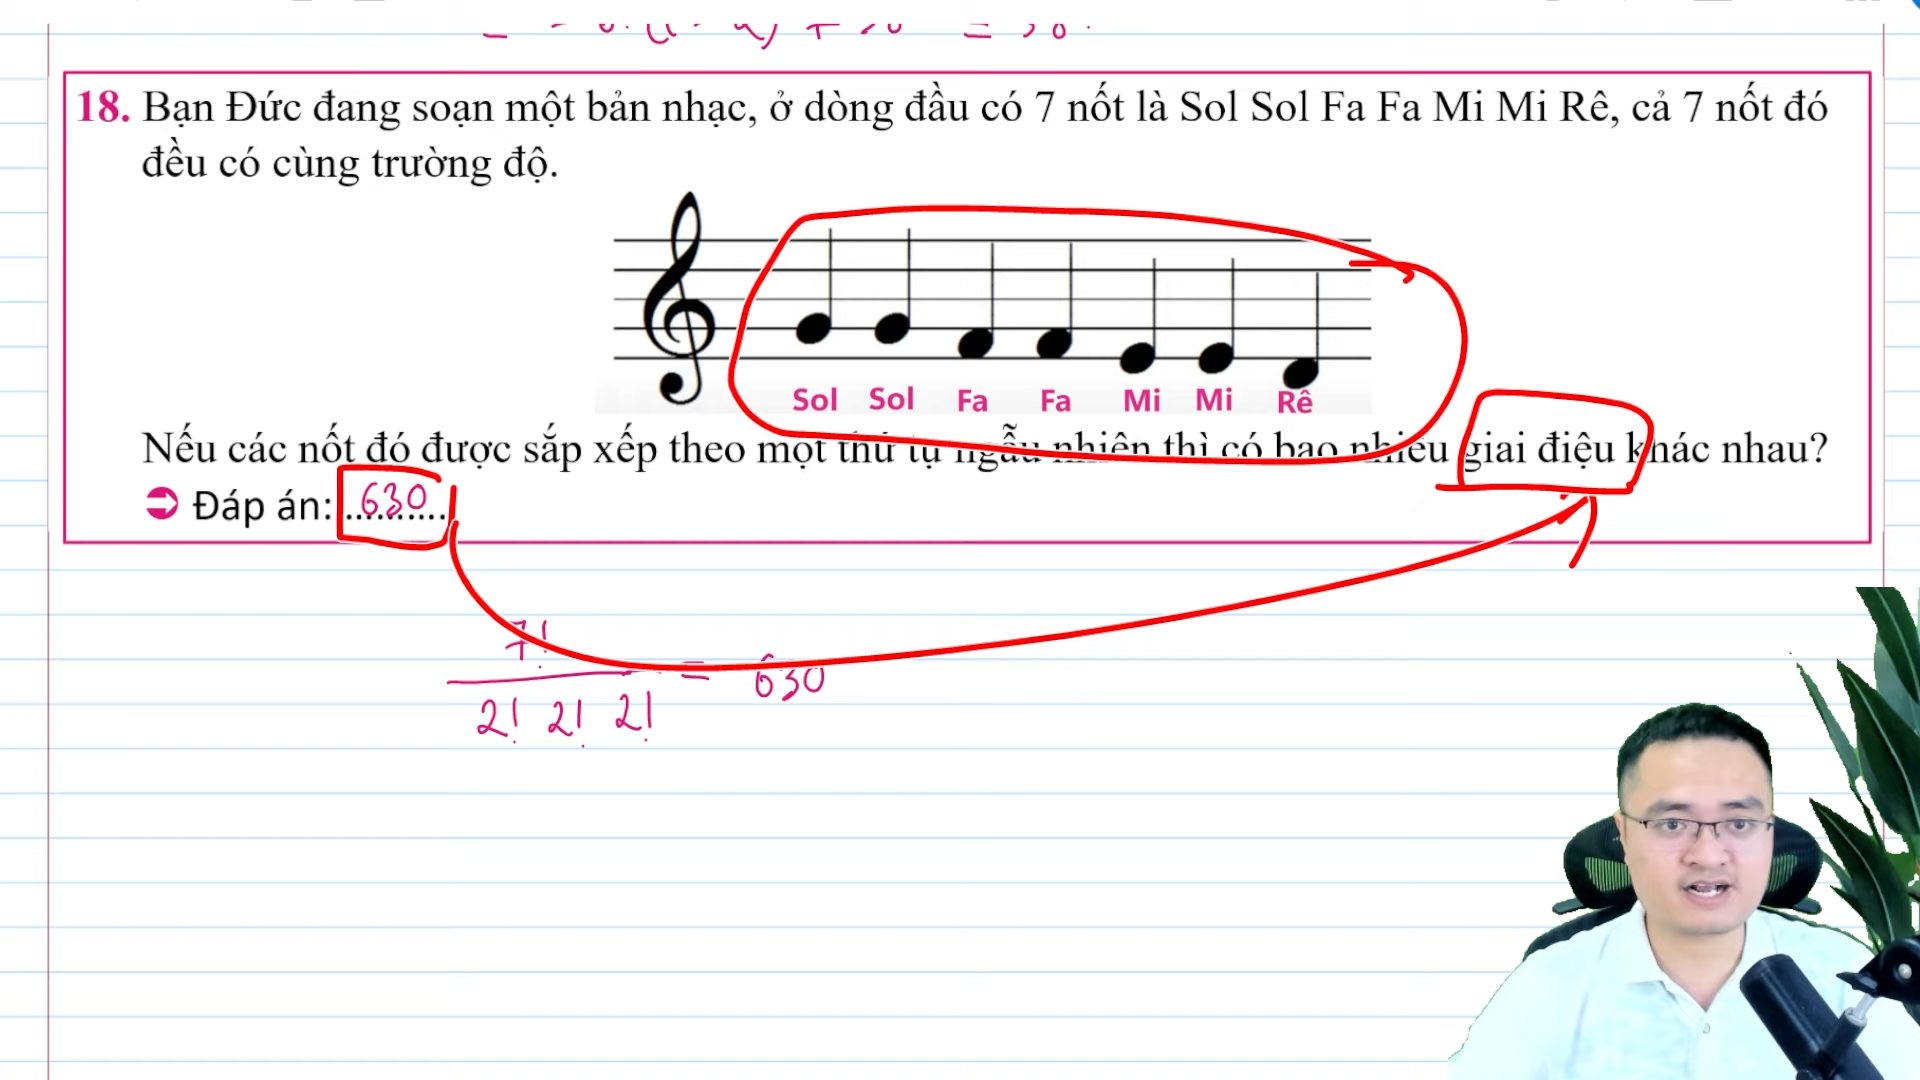 18. Bạn Đức đang soạn một bản nhạc, ở dòng đầu có 7 nốt là Sol Sol Fa Fa Mi Mi Rê, cả 7 nốt đó
đều có cùng trường độ.
Sol Sol Fa Fa Mi Mi Rê
Nếu các nốt đó được sắp xếp theo một thứ tự ngẫu nhiên thì có bao nhiêu giai điệu khác nhau?
Đáp án: 630
7!
2! 2! 2! = 630